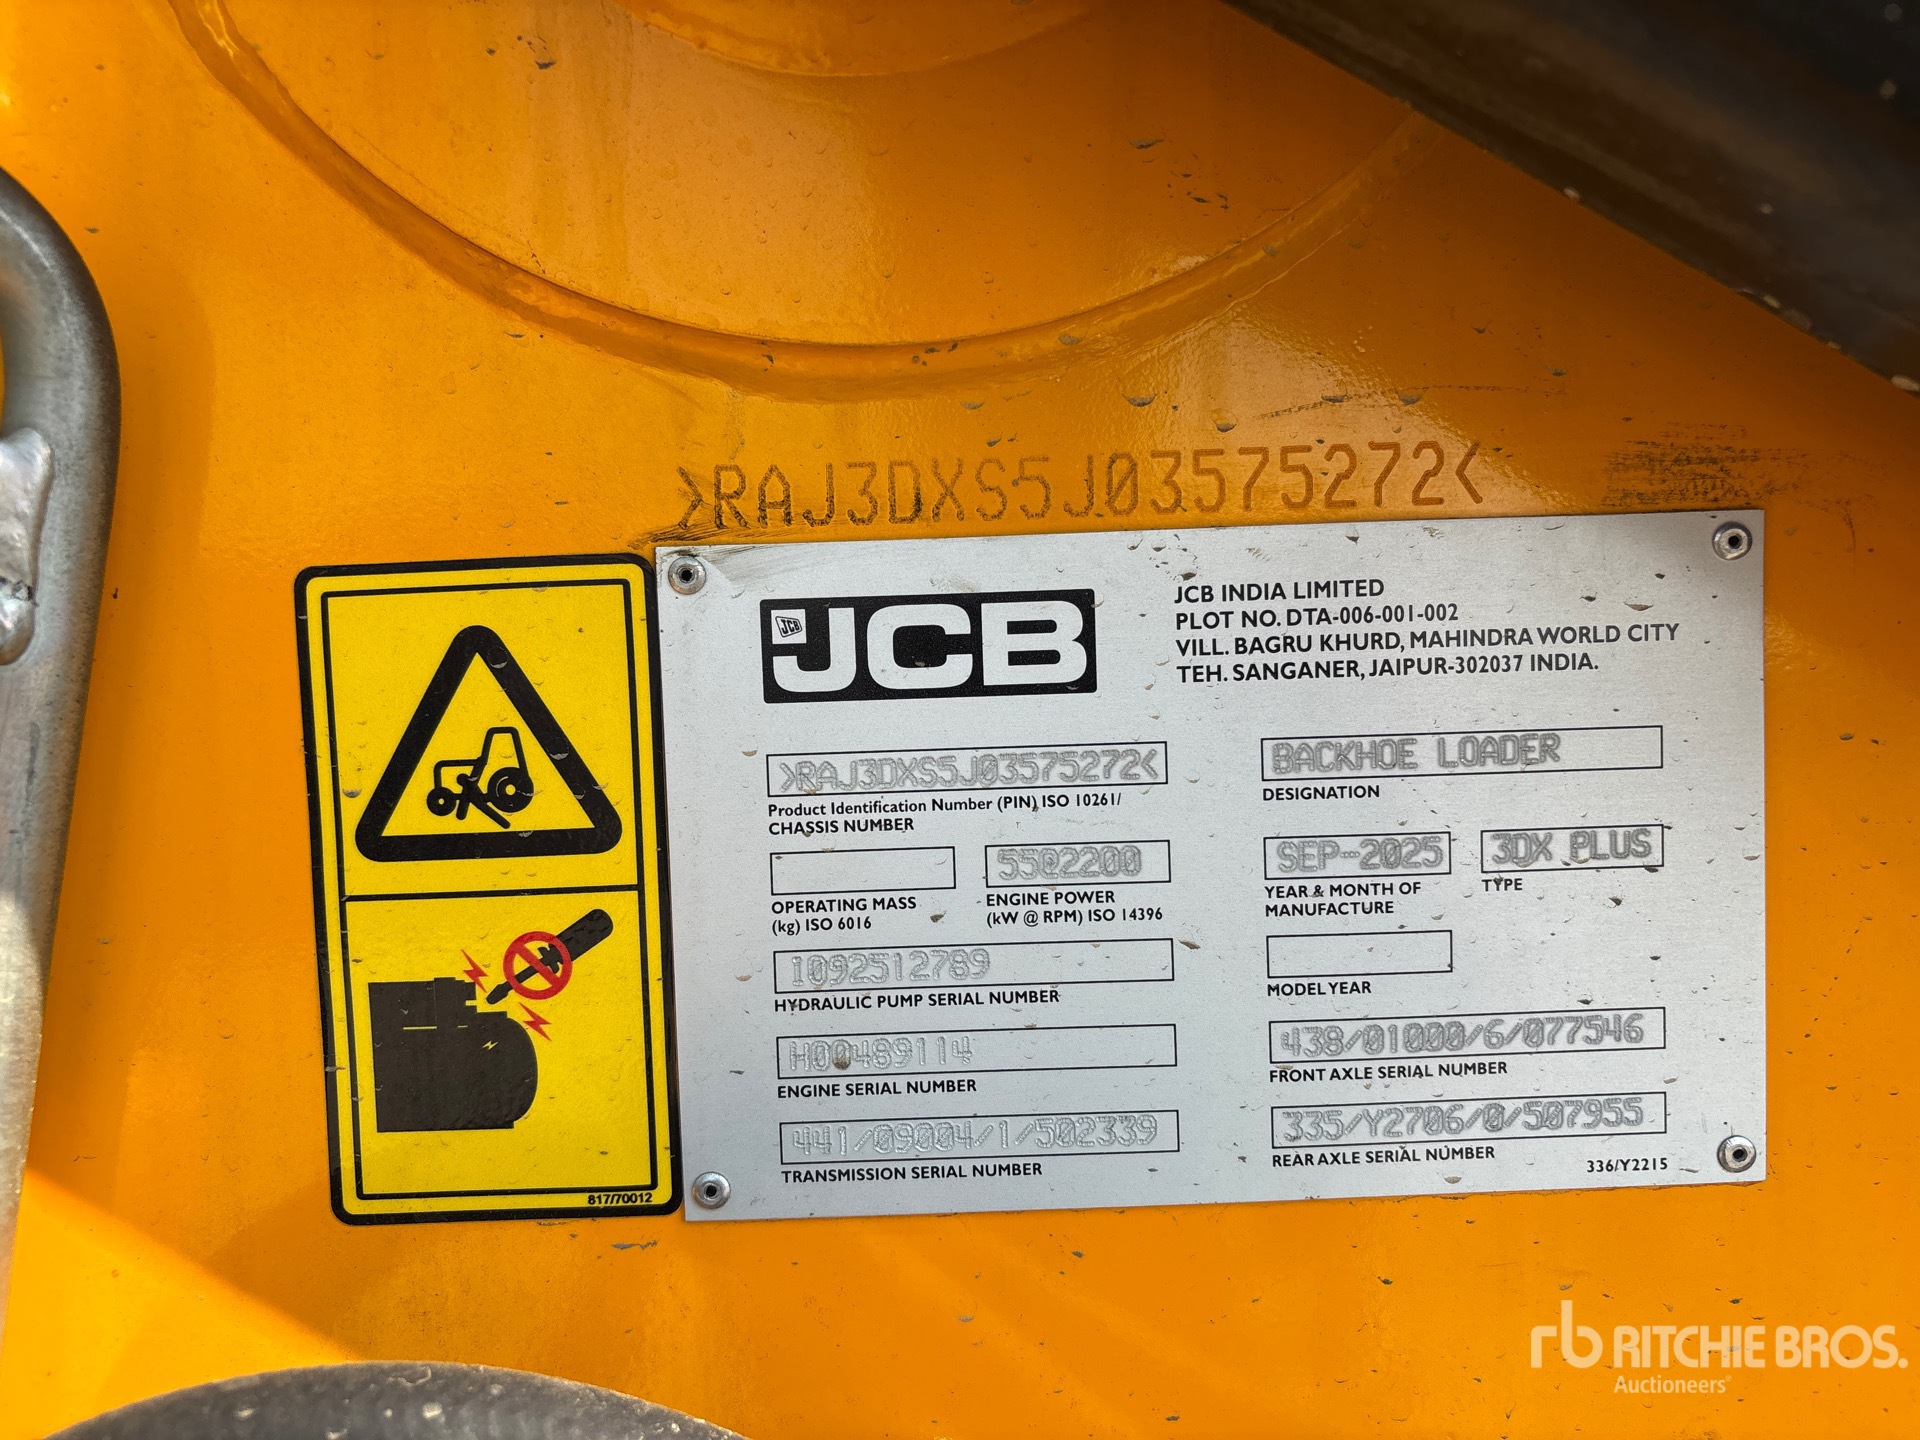 >RAJ3DXS5J03575272<
JCB
JCB
JCB INDIA LIMITED
PLOT NO. DTA-006-001-002
VILL. BAGRU KHURD, MAHINDRA WORLD CITY
TEH. SANGANER, JAIPUR-302037 INDIA.
>RAJ3DXS5J03575272<
Product Identification Number (PIN) ISO 10261/
CHASSIS NUMBER
BACKHOE LOADER
DESIGNATION
OPERATING MASS
(kg) ISO 6016
55@2200
ENGINE POWER
(kW @ RPM) ISO 14396
SEP-2025
YEAR & MONTH OF
MANUFACTURE
3DX PLUS
TYPE
1092512789
HYDRAULIC PUMP SERIAL NUMBER
MODEL YEAR
H00489114
ENGINE SERIAL NUMBER
438/01000/6/077546
FRONT AXLE SERIAL NUMBER
441/09004/1/502339
TRANSMISSION SERIAL NUMBER
335/Y2706/0/507955
REAR AXLE SERIAL NUMBER
336/Y2215
817/70012
rb RITCHIE BROS.
Auctioneers